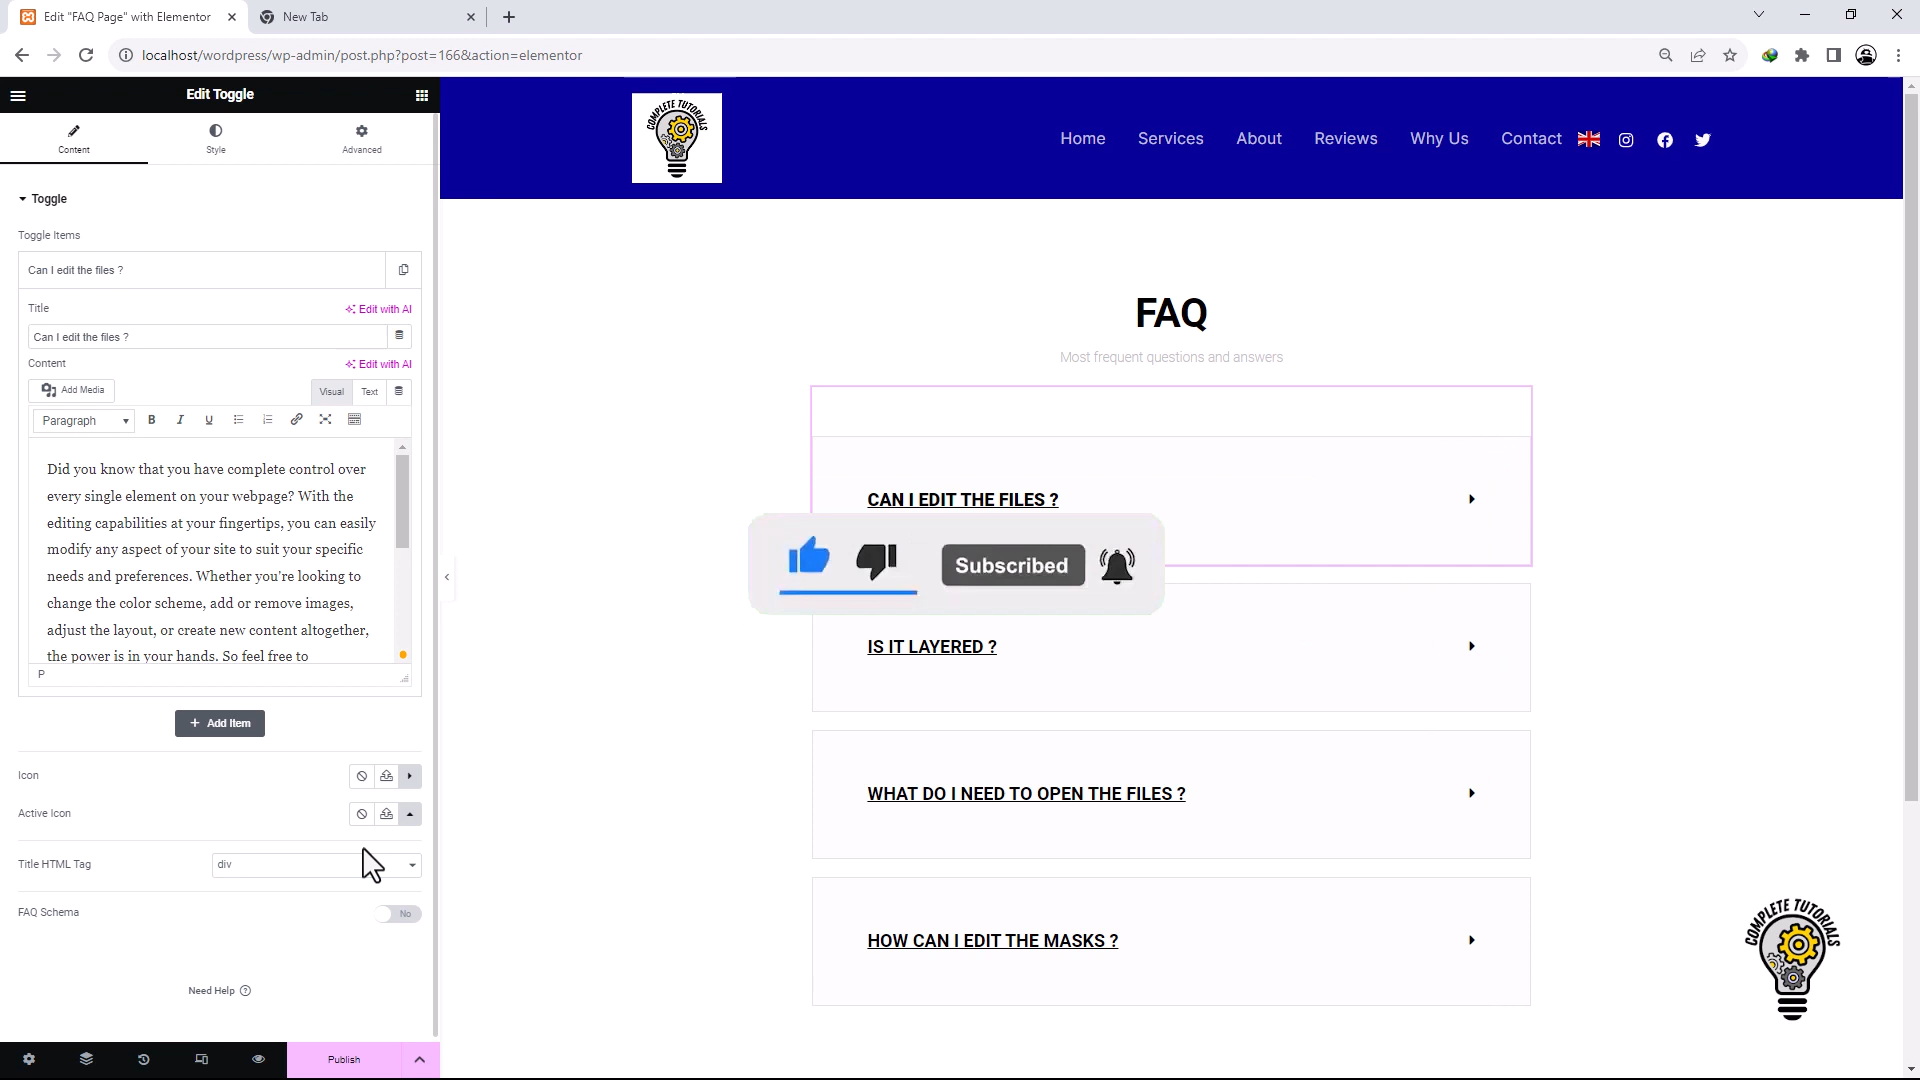 Edit "FAQ Page" with Elementor
New Tab
localhost/wordpress/wp-admin/post.php?post=166&action=elementor
Edit Toggle
Content
Style
Advanced
Toggle
Toggle Items
Can I edit the files ?
Title
Edit with AI
Can I edit the files ?
Content
Edit with AI
Add Media
Visual
Text
Paragraph
B
I
U
Did you know that you have complete control over
every single element on your webpage? With the
editing capabilities at your fingertips, you can easily
modify any aspect of your site to suit your specific
needs and preferences. Whether you're looking to
change the color scheme, add or remove images,
adjust the layout, or create new content altogether,
the power is in your hands. So feel free to
P
+ Add Item
Icon
Active Icon
Title HTML Tag
div
FAQ Schema
No
Need Help ?
Publish
COMPLETE TUTORIALS
Home
Services
About
Reviews
Why Us
Contact
FAQ
Most frequent questions and answers
CAN I EDIT THE FILES ?
Subscribed
IS IT LAYERED ?
WHAT DO I NEED TO OPEN THE FILES ?
HOW CAN I EDIT THE MASKS ?
COMPLETE TUTORIALS